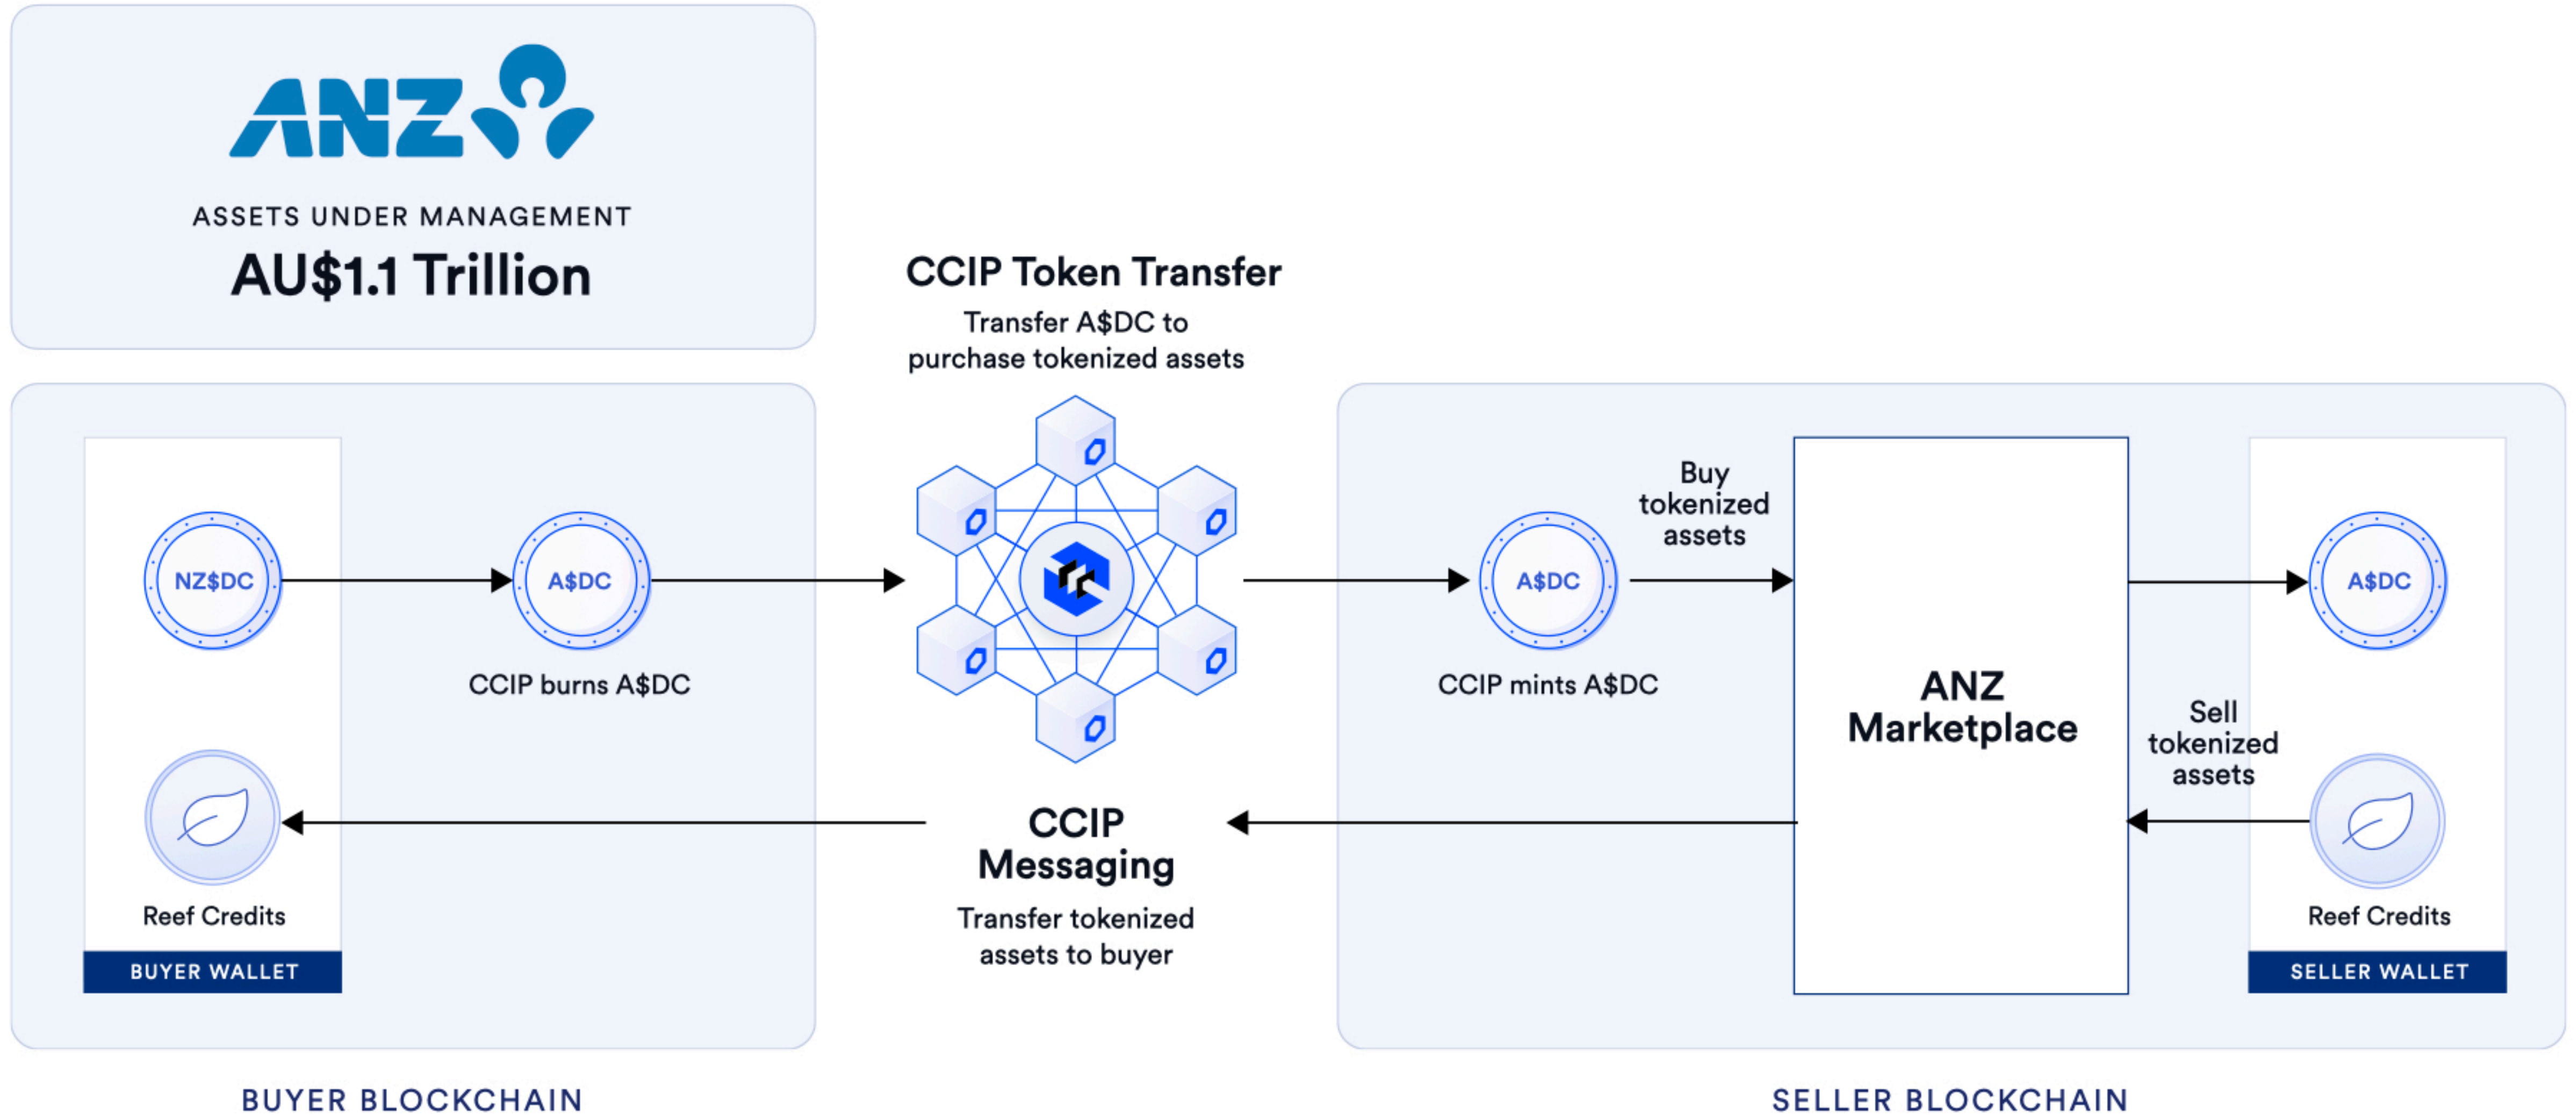 ANZ
ASSETS UNDER MANAGEMENT
AU$1.1 Trillion
CCIP Token Transfer
Transfer A$DC to
purchase tokenized assets
NZ$DC
A$DC
CCIP burns A$DC
A$DC
CCIP mints A$DC
Buy
tokenized
assets
ANZ
Marketplace
A$DC
Sell
tokenized
assets
CCIP
Messaging
Transfer tokenized
assets to buyer
Reef Credits
BUYER WALLET
Reef Credits
SELLER WALLET
BUYER BLOCKCHAIN
SELLER BLOCKCHAIN